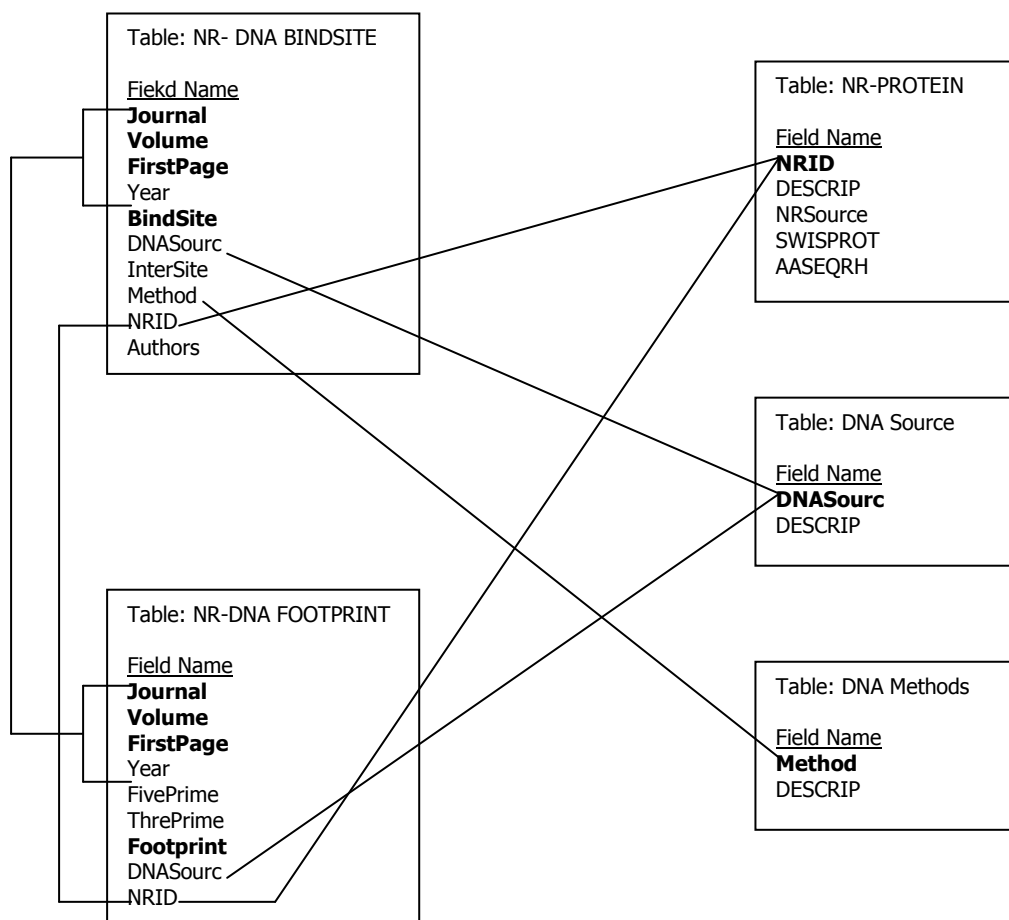 Table: NR- DNA BINDSITE
Fiekd Name
Journal
Volume
FirstPage
Year
BindSite
DNASourc
InterSite
Method
NRID
Authors
Table: NR-PROTEIN
Field Name
NRID
DESCRIP
NRSource
SWISPROT
AASEQRH
Table: DNA Source
Field Name
DNASourc
DESCRIP
Table: NR-DNA FOOTPRINT
Field Name
Journal
Volume
FirstPage
Year
FivePrime
ThrePrime
Footprint
DNASourc
NRID
Table: DNA Methods
Field Name
Method
DESCRIP